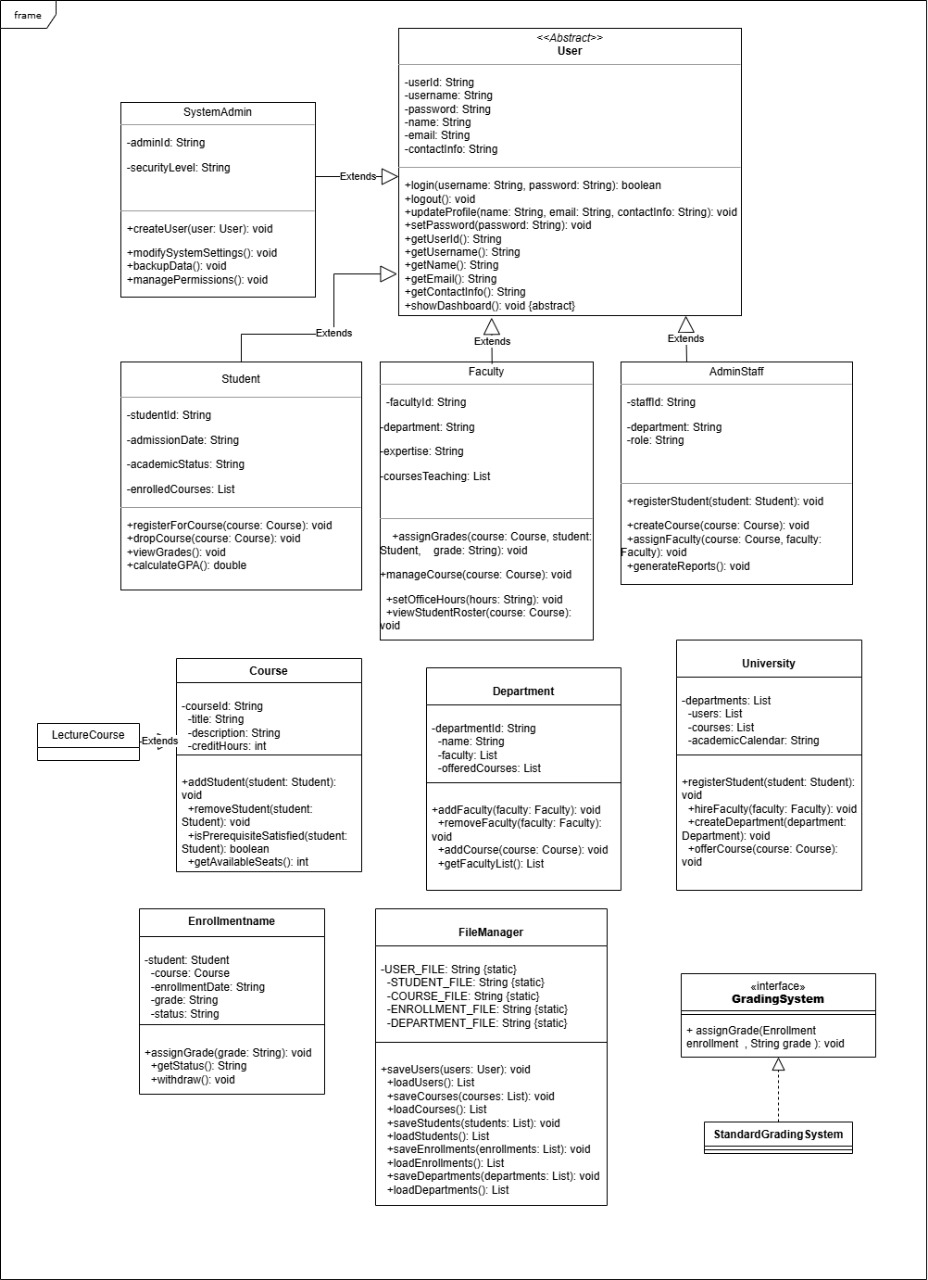 frame
<<Abstract>>
User
-userId: String
-username: String
-password: String
-name: String
-email: String
-contactInfo: String
+login(username: String, password: String): boolean
+logout(): void
+updateProfile(name: String, email: String, contactInfo: String): void
+setPassword(password: String): void
+getUserId(): String
+getUsername(): String
+getName(): String
+getEmail(): String
+getContactInfo(): String
+showDashboard(): void {abstract}
SystemAdmin
-adminId: String
-securityLevel: String
+createUser(user: User): void
+modifySystemSettings(): void
+backupData(): void
+managePermissions(): void
Extends
Extends
Extends
Extends
Student
-studentId: String
-admissionDate: String
-academicStatus: String
-enrolledCourses: List
+registerForCourse(course: Course): void
+dropCourse(course: Course): void
+viewGrades(): void
+calculateGPA(): double
Faculty
-facultyId: String
-department: String
-expertise: String
-coursesTeaching: List
+assignGrades(course: Course, student:
Student, grade: String): void
+manageCourse(course: Course): void
+setOfficeHours(hours: String): void
+viewStudentRoster(course: Course):
void
AdminStaff
-staffId: String
-department: String
-role: String
+registerStudent(student: Student): void
+createCourse(course: Course): void
+assignFaculty(course: Course, faculty:
Faculty): void
+generateReports(): void
LectureCourse
Extends
Course
-courseId: String
-title: String
-description: String
-creditHours: int
+addStudent(student: Student):
void
+removeStudent(student:
Student): void
+isPrerequisiteSatisfied(student:
Student): boolean
+getAvailableSeats(): int
Department
-departmentId: String
-name: String
-faculty: List
-offeredCourses: List
+addFaculty(faculty: Faculty): void
+removeFaculty(faculty: Faculty):
void
+addCourse(course: Course): void
+getFacultyList(): List
University
-departments: List
-users: List
-courses: List
-academicCalendar: String
+registerStudent(student: Student):
void
+hireFaculty(faculty: Faculty): void
+createDepartment(department:
Department): void
+offerCourse(course: Course):
void
Enrollmentname
-student: Student
-course: Course
-enrollmentDate: String
-grade: String
-status: String
+assignGrade(grade: String): void
+getStatus(): String
+withdraw(): void
FileManager
-USER_FILE: String {static}
-STUDENT_FILE: String {static}
-COURSE_FILE: String {static}
-ENROLLMENT_FILE: String {static}
-DEPARTMENT_FILE: String {static}
+saveUsers(users: User): void
+loadUsers(): List
+saveCourses(courses: List): void
+loadCourses(): List
+saveStudents(students: List): void
+loadStudents(): List
+saveEnrollments(enrollments: List): void
+loadEnrollments(): List
+saveDepartments(departments: List): void
+loadDepartments(): List
«interface»
GradingSystem
+ assignGrade(Enrollment
enrollment , String grade ): void
StandardGradingSystem